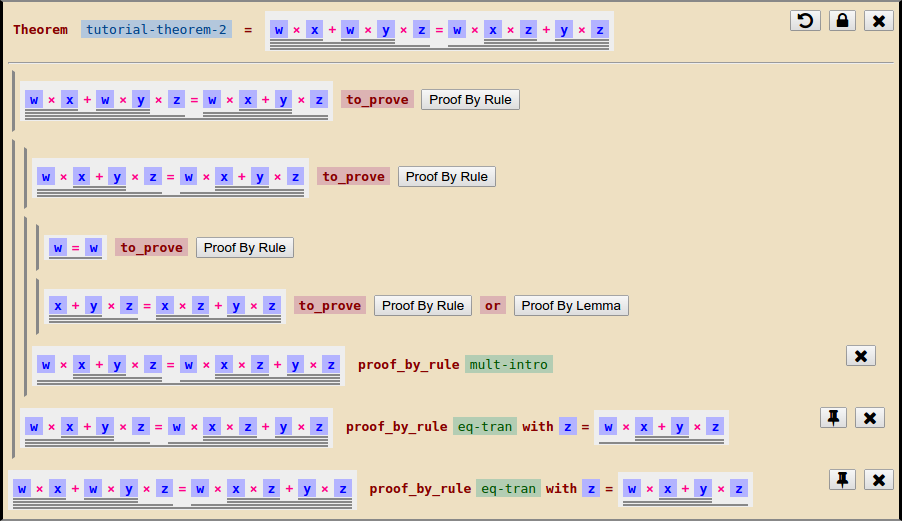 Theorem tutorial-theorem-2 = w × x + w × y × z = w × x × z + y × z
w × x + w × y × z = w × x + y × z to_prove Proof By Rule
w × x + y × z = w × x + y × z to_prove Proof By Rule
w = w to_prove Proof By Rule
x + y × z = x × z + y × z to_prove Proof By Rule or Proof By Lemma
w × x + y × z = w × x × z + y × z proof_by_rule mult-intro
w × x + y × z = w × x × z + y × z proof_by_rule eq-tran with z = w × x + y × z
w × x + w × y × z = w × x × z + y × z proof_by_rule eq-tran with z = w × x + y × z